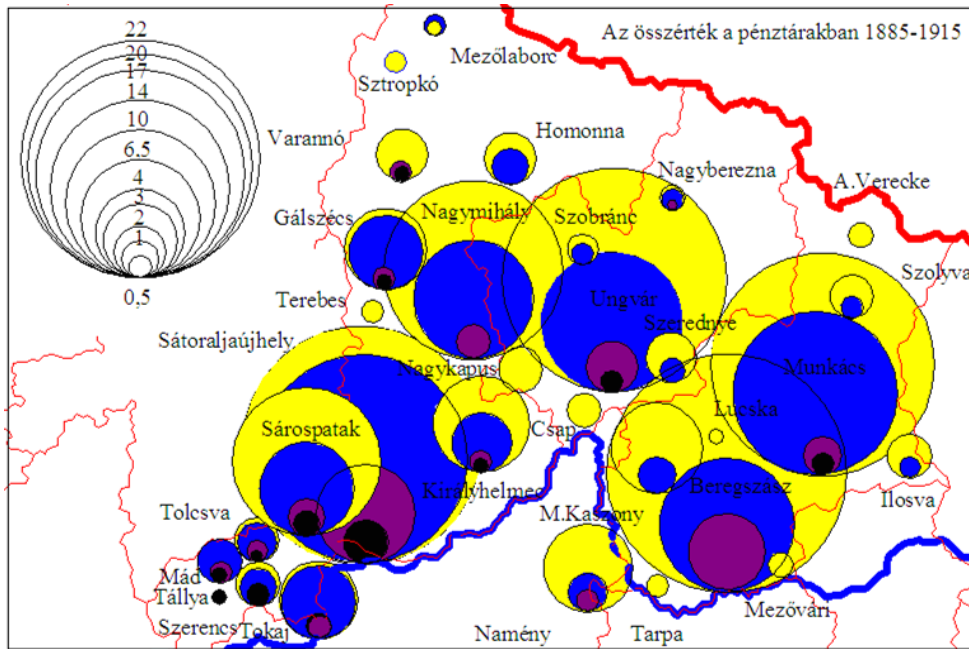 Az összérték a pénztárakban 1885-1915
22
20
17
14
10
6.5
4
3
2
1
0,5
Mezőlaborc
Sztropkó
Varannó
Homonna
Nagyberezna
A.Verecke
Gálszécs
Nagymihály
Szobránc
Szolyva
Terebes
Ungvár
Szerednye
Sátoraljaújhely
Nagykapus
Munkács
Lucska
Sárospatak
Csap
Királyhelmec
Beregszász
Ilosva
Tolcsva
M.Kaszony
Mád
Tállya
Mezővári
Szerencs
Tokaj
Namény
Tarpa